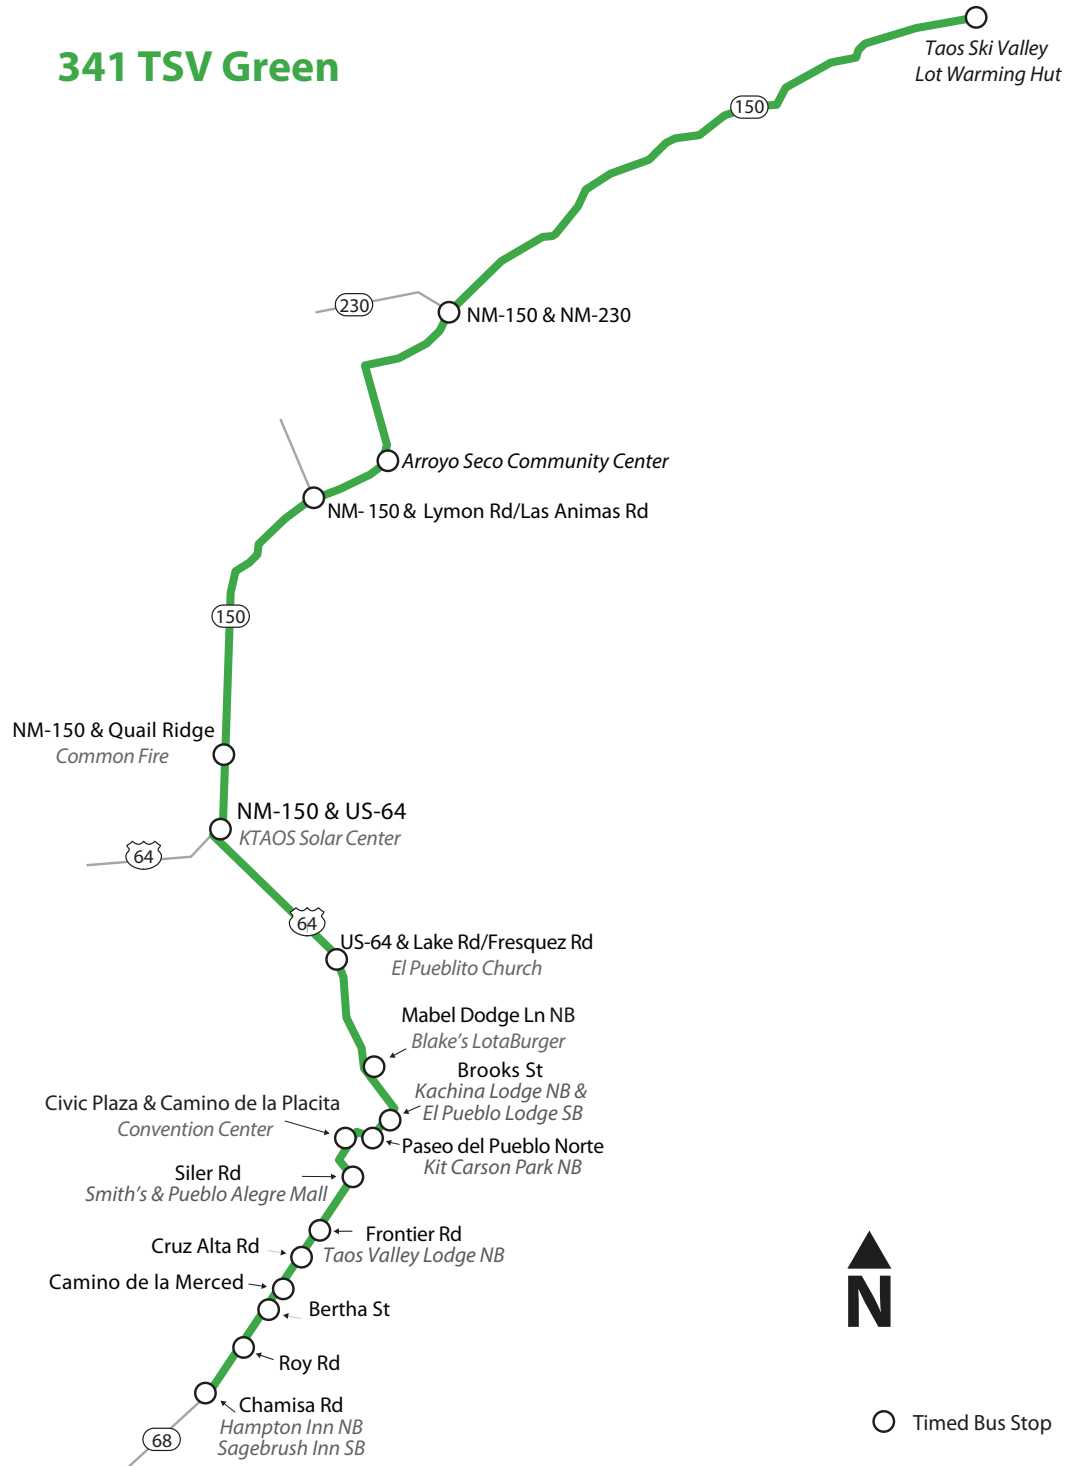 341 TSV Green
Taos Ski Valley
Lot Warming Hut
150
230
NM-150 & NM-230
Arroyo Seco Community Center
NM- 150 & Lymon Rd/Las Animas Rd
150
NM-150 & Quail Ridge
Common Fire
NM-150 & US-64
KTAOS Solar Center
64
64
US-64 & Lake Rd/Fresquez Rd
El Pueblito Church
Mabel Dodge Ln NB
Blake's LotaBurger
Brooks St
Kachina Lodge NB &
El Pueblo Lodge SB
Civic Plaza & Camino de la Placita
Convention Center
Paseo del Pueblo Norte
Kit Carson Park NB
Siler Rd
Smith's & Pueblo Alegre Mall
Frontier Rd
Taos Valley Lodge NB
Cruz Alta Rd
Camino de la Merced
Bertha St
Roy Rd
Chamisa Rd
Hampton Inn NB
Sagebrush Inn SB
68
N
Timed Bus Stop